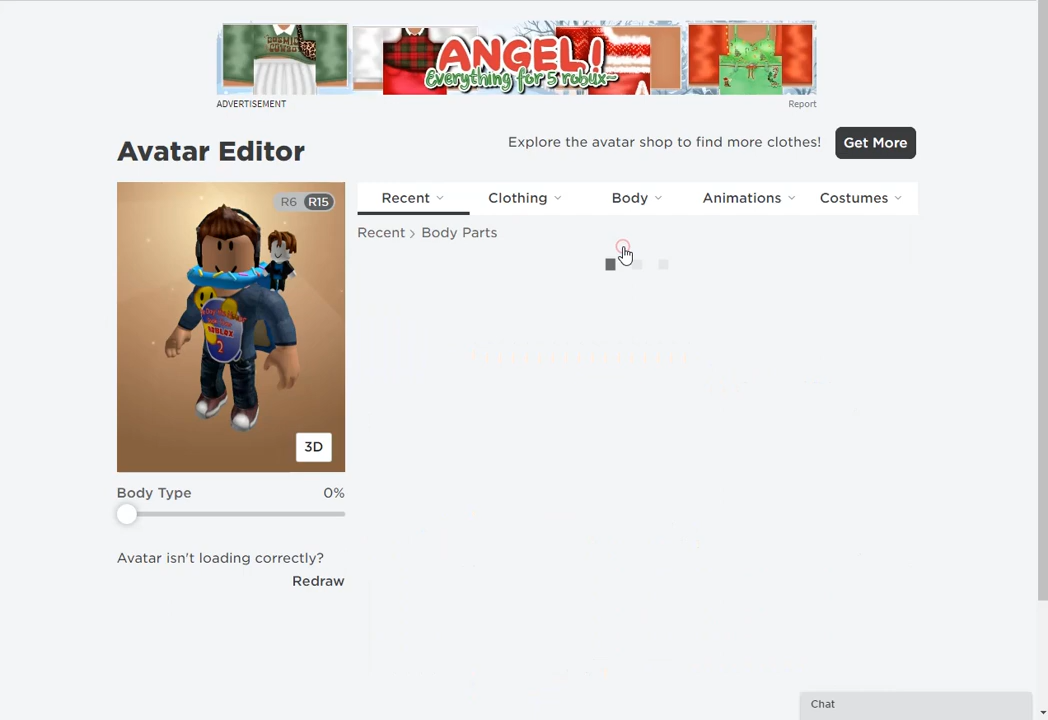 ANGEL!
Everything for 5 robux~
ADVERTISEMENT
Report
Avatar Editor
Explore the avatar shop to find more clothes!
Get More
R6
R15
Recent
Clothing
Body
Animations
Costumes
Recent > Body Parts
ROBLOX
2
3D
Body Type
0%
Avatar isn't loading correctly?
Redraw
Chat